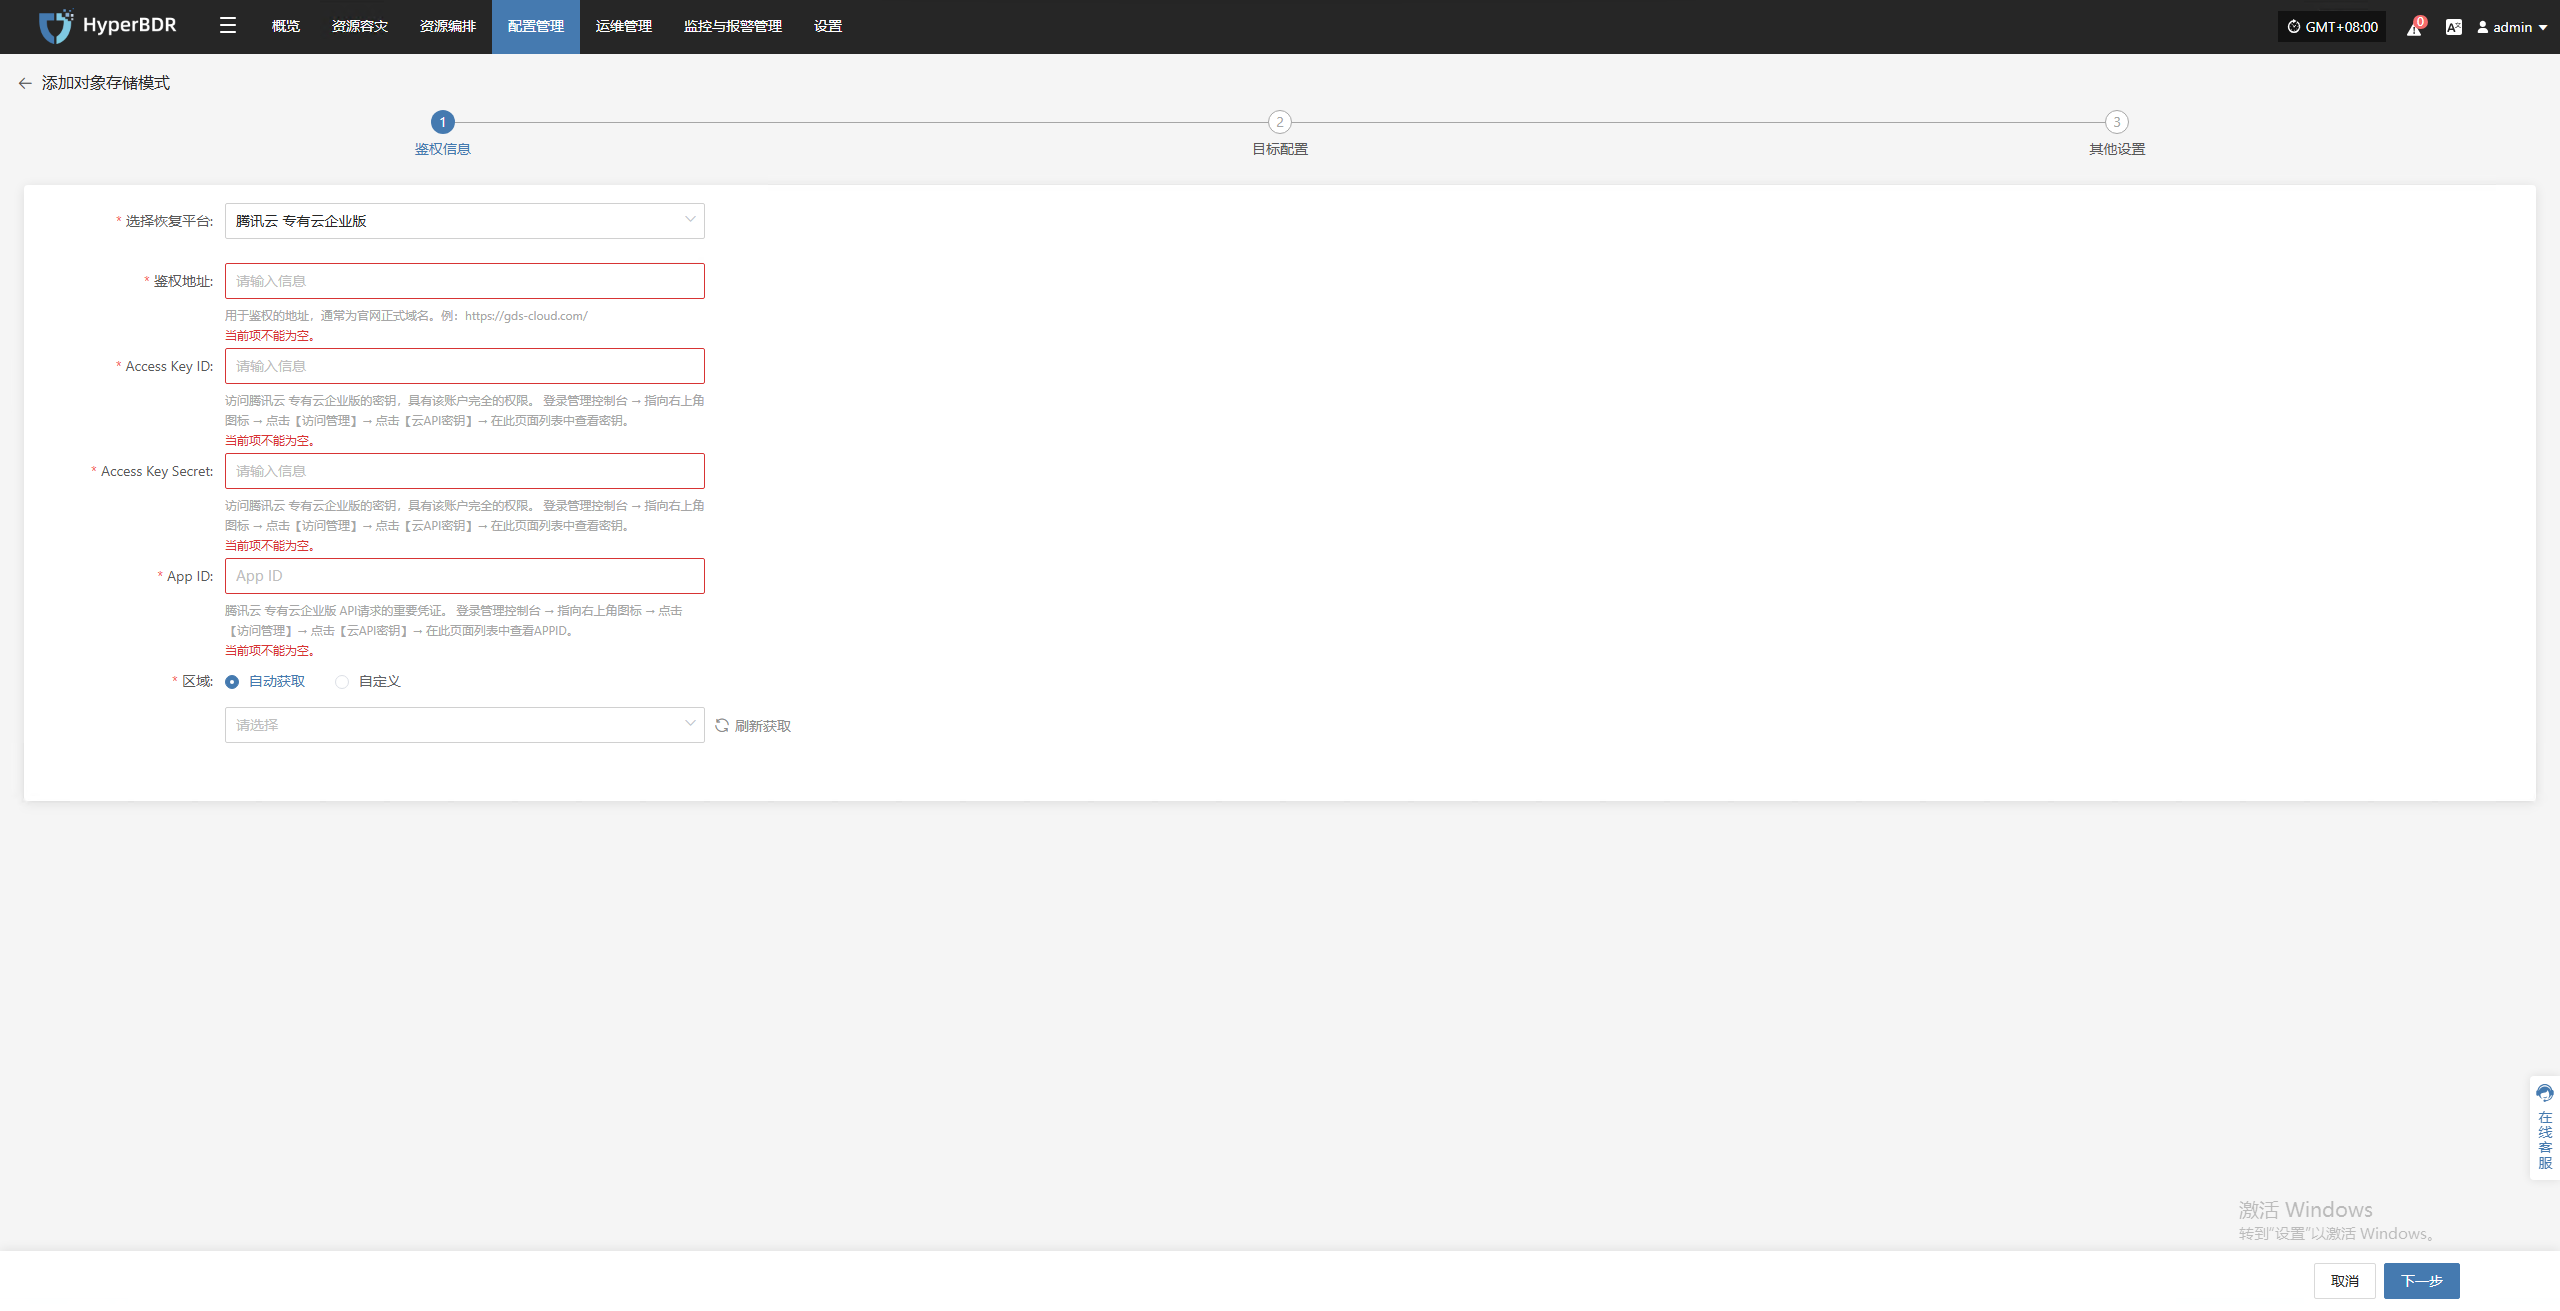 HyperBDR
概览
资源容灾
资源编排
配置管理
运维管理
监控与报警管理
设置
GMT+08:00
0
admin
添加对象存储模式
1
2
3
鉴权信息
目标配置
其他设置
* 选择恢复平台:
腾讯云 专有云企业版
* 鉴权地址:
请输入信息
用于鉴权的地址，通常为官网正式域名。例：https://gds-cloud.com/
当前项不能为空。
* Access Key ID:
请输入信息
访问腾讯云 专有云企业版的密钥，具有该账户完全的权限。 登录管理控制台 → 指向右上角
图标 → 点击【访问管理】→ 点击【云API密钥】→ 在此页面列表中查看密钥。
当前项不能为空。
* Access Key Secret:
请输入信息
访问腾讯云 专有云企业版的密钥，具有该账户完全的权限。 登录管理控制台 → 指向右上角
图标 → 点击【访问管理】→ 点击【云API密钥】→ 在此页面列表中查看密钥。
当前项不能为空。
* App ID:
App ID
腾讯云 专有云企业版 API请求的重要凭证。 登录管理控制台 → 指向右上角图标 → 点击
【访问管理】→ 点击【云API密钥】→ 在此页面列表中查看APPID。
当前项不能为空。
* 区域:
自动获取
自定义
请选择
刷新获取
在线客服
激活 Windows
转到"设置"以激活 Windows。
取消
下一步